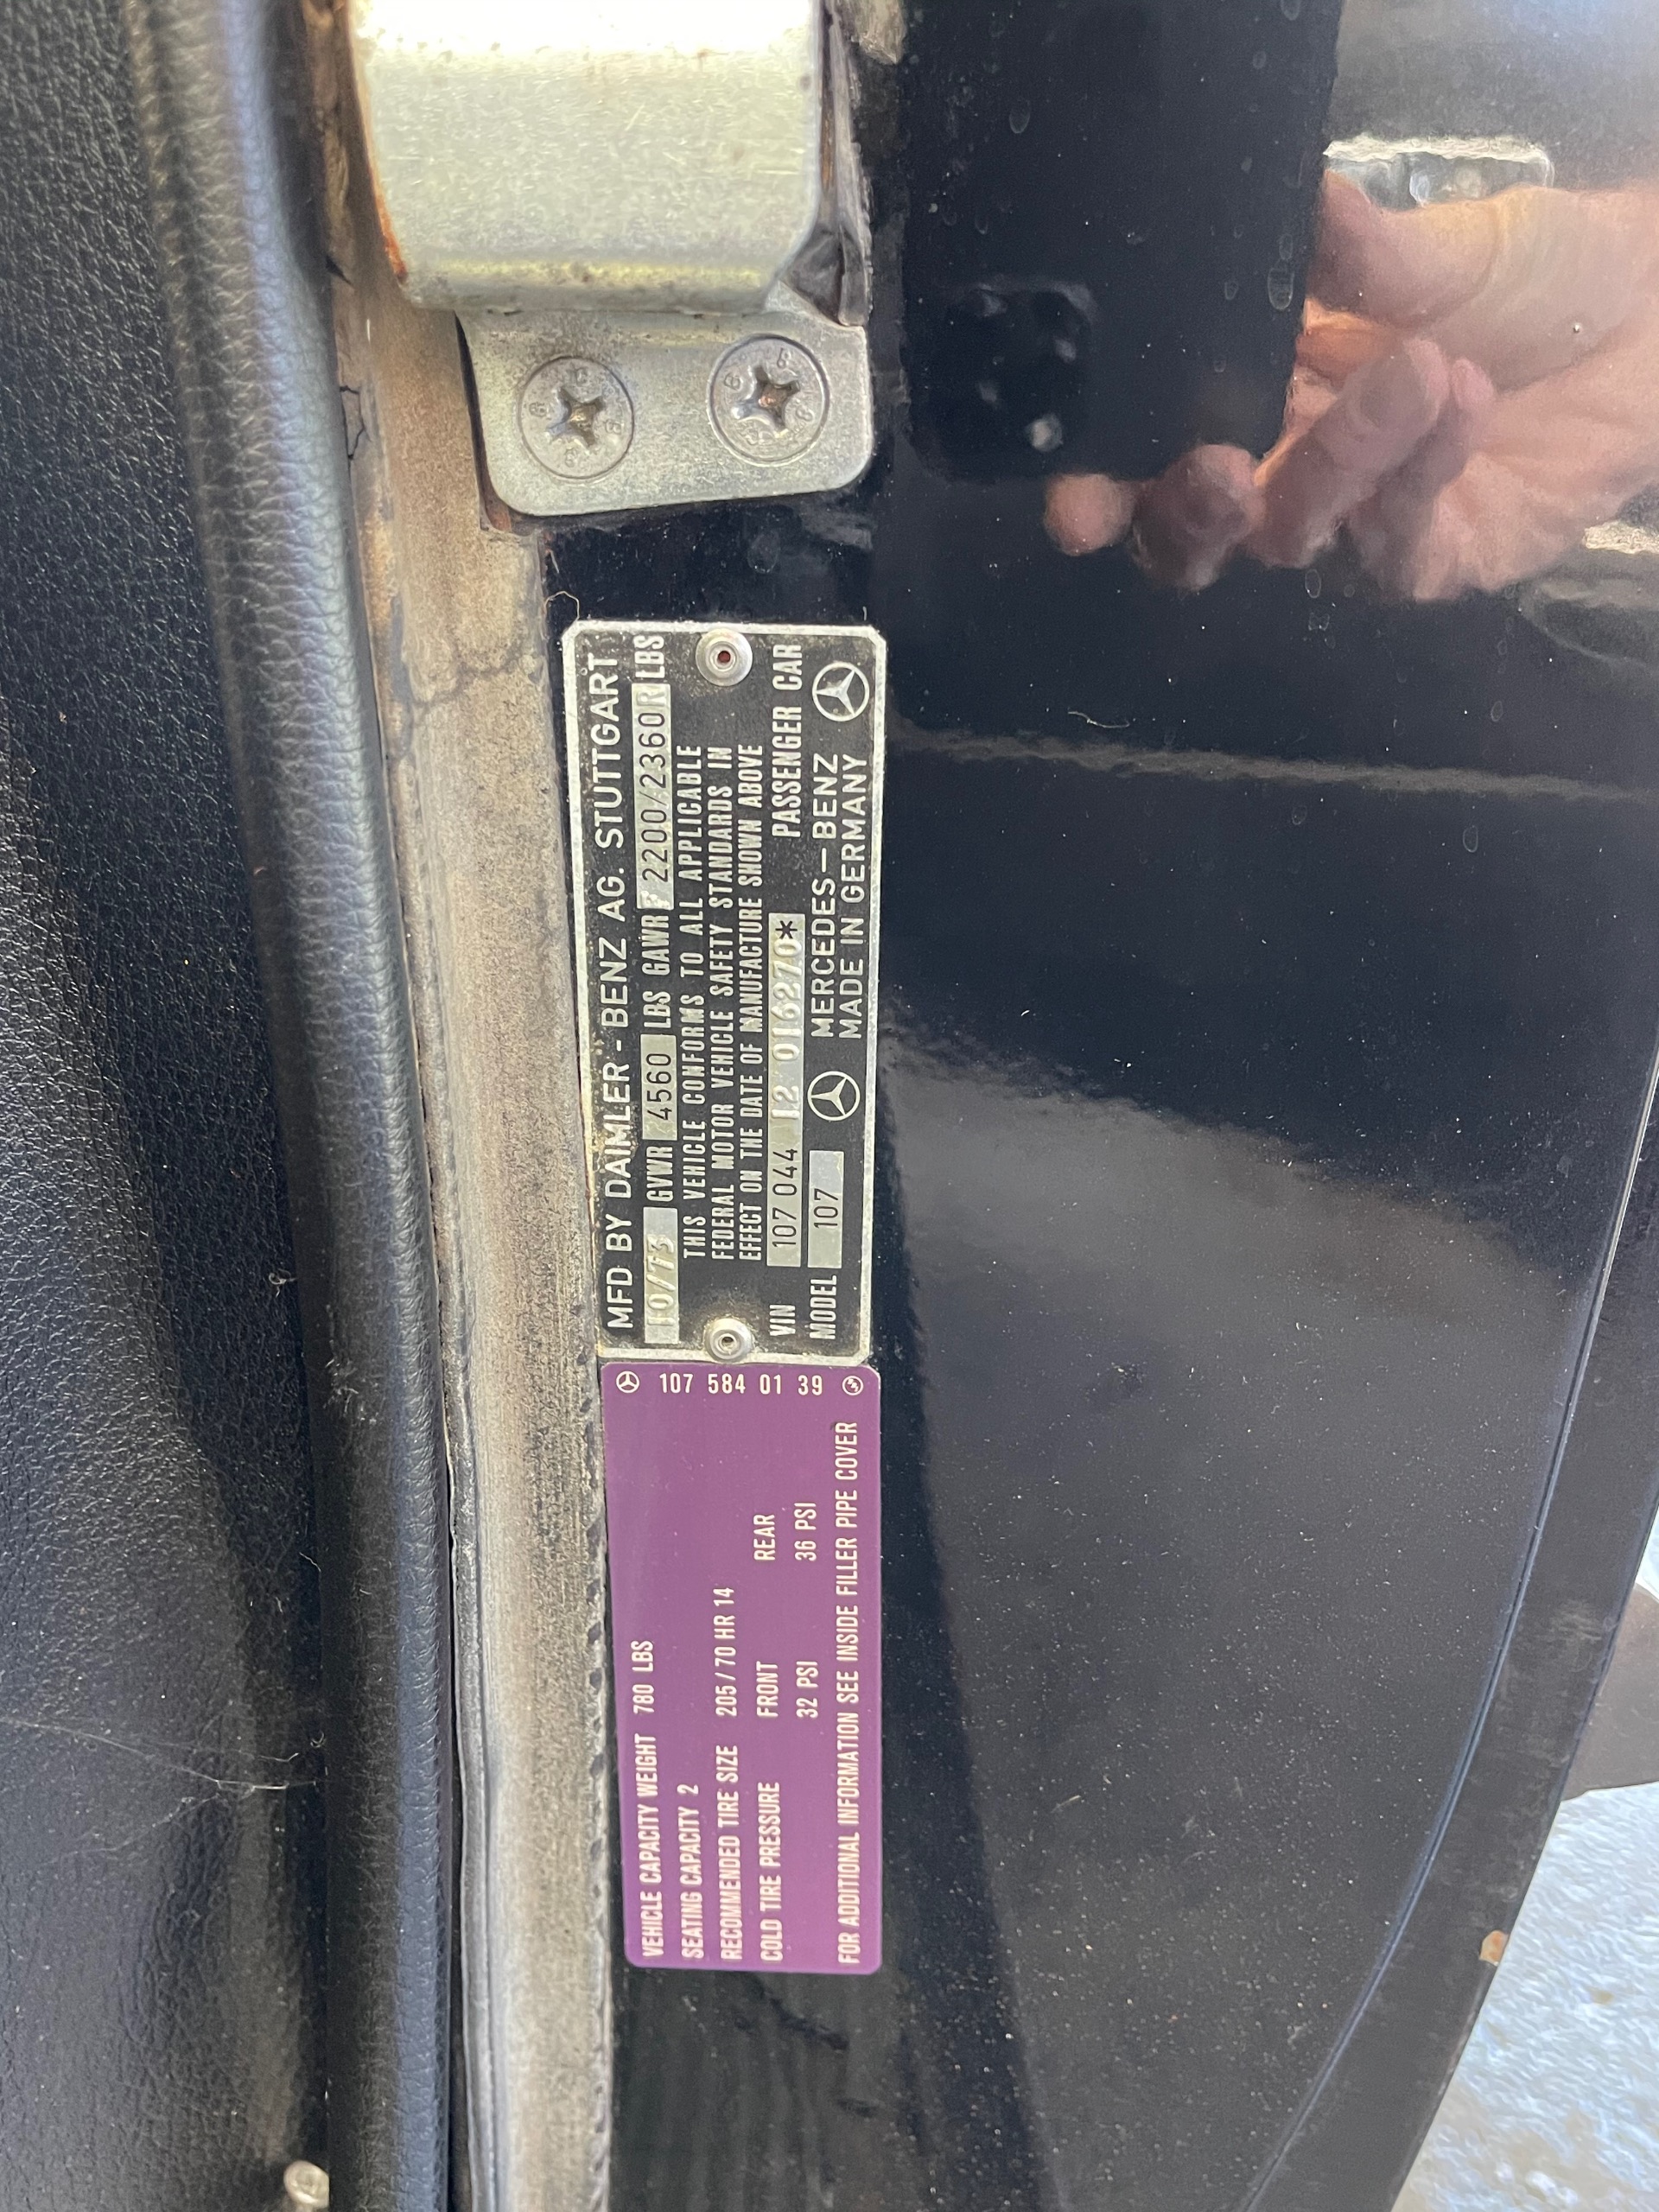 MFD BY DAIMLER-BENZ AG. STUTTGART
10/73 GVWR 4560 LBS GAWR F 2200/2360 R LBS
THIS VEHICLE CONFORMS TO ALL APPLICABLE
FEDERAL MOTOR VEHICLE SAFETY STANDARDS IN
EFFECT ON THE DATE OF MANUFACTURE SHOWN ABOVE
VIN 107 044 12 016270* PASSENGER CAR
MODEL 107 MERCEDES-BENZ
MADE IN GERMANY
107 584 01 39
VEHICLE CAPACITY WEIGHT 780 LBS
SEATING CAPACITY 2
RECOMMENDED TIRE SIZE 205/70 HR 14
COLD TIRE PRESSURE FRONT REAR
32 PSI 36 PSI
FOR ADDITIONAL INFORMATION SEE INSIDE FILLER PIPE COVER